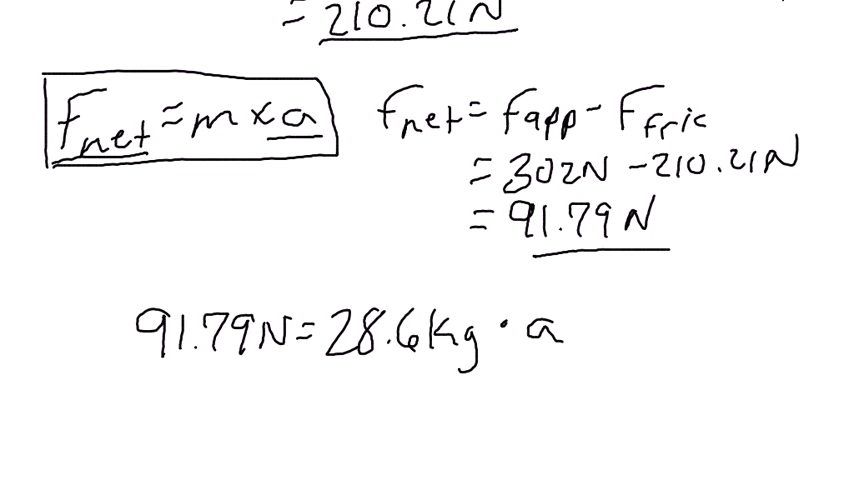 = 210.21N
Fnet = m × a
Fnet = Fapp - Ffric
= 302N - 210.21N
= 91.79N
91.79N = 28.6kg · a